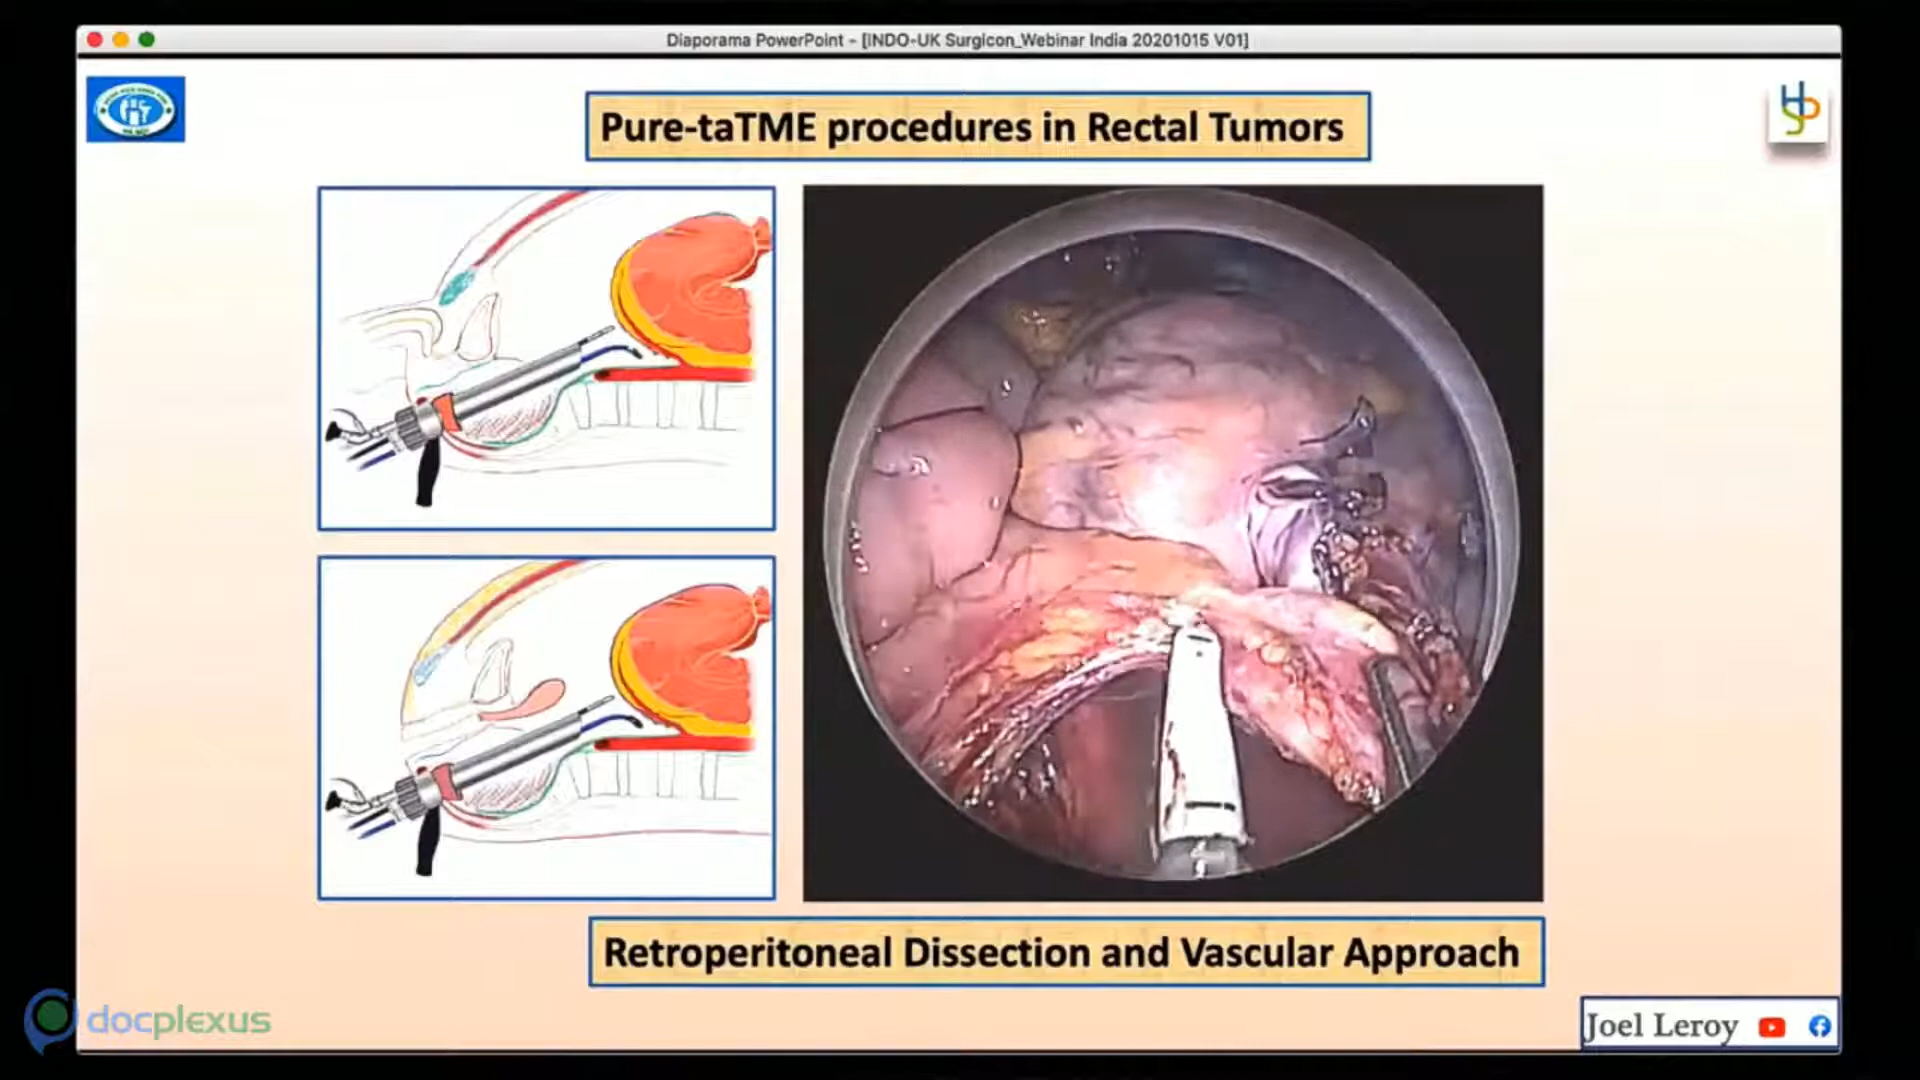 Diaporama PowerPoint - [INDO-UK Surgicon_Webinar India 20201015 V01]
Pure-taTME procedures in Rectal Tumors
Retroperitoneal Dissection and Vascular Approach
docplexus
Joel Leroy